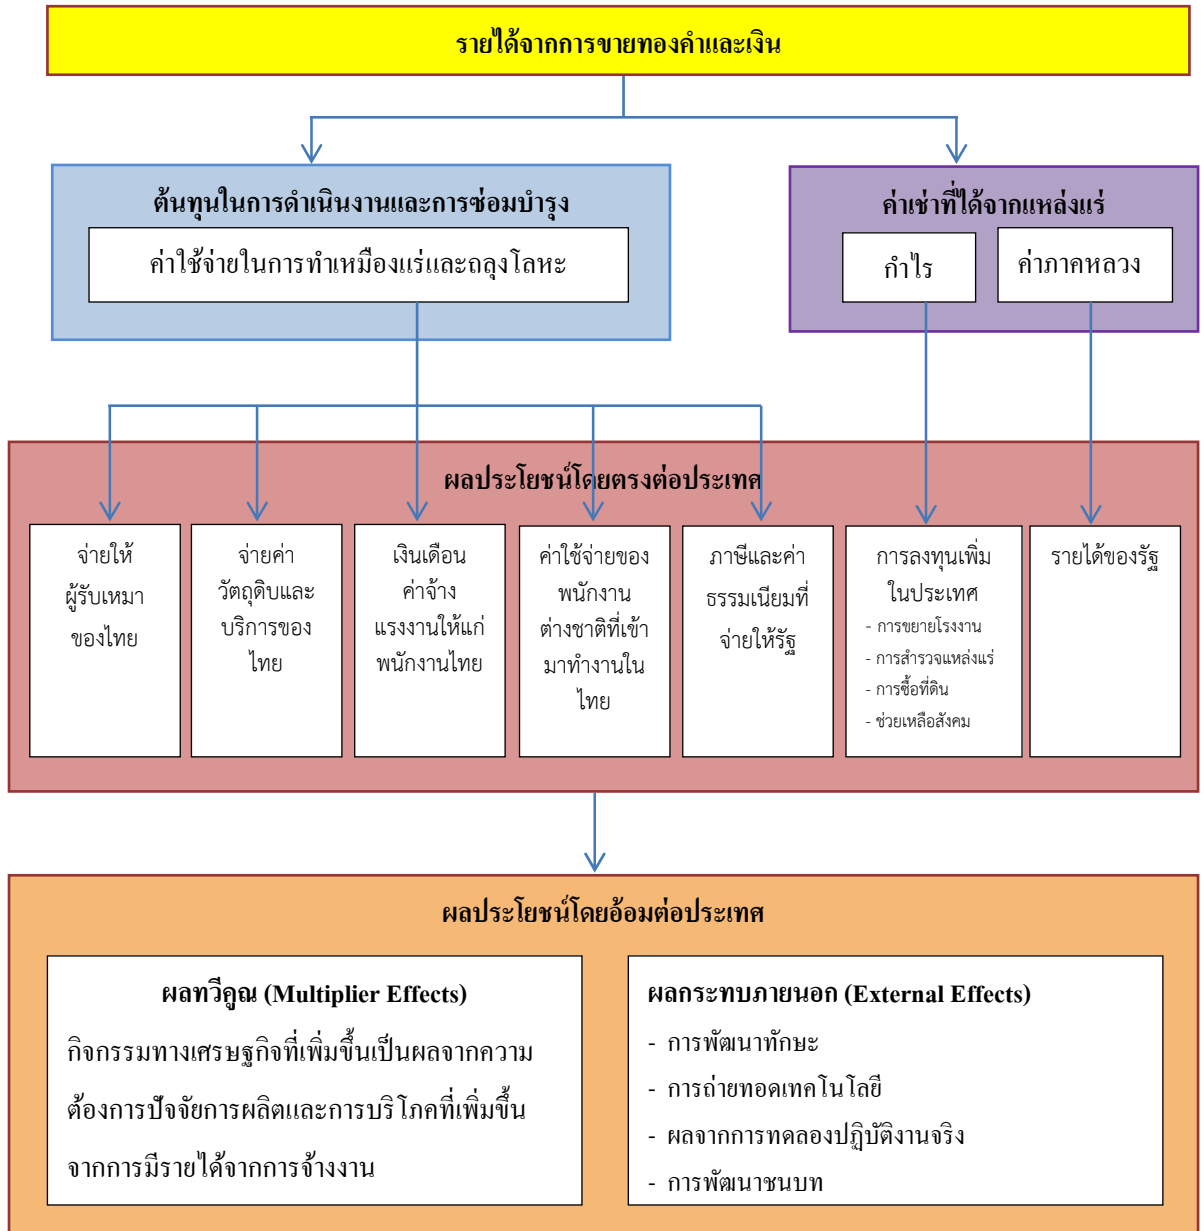 รายได้จากการขายทองคำและเงิน
ต้นทุนในการดำเนินงานและการซ่อมบำรุง
ค่าใช้จ่ายในการทำเหมืองแร่และถลุงโลหะ
ค่าเช่าที่ได้จากแหล่งแร่
กำไร
ค่าภาคหลวง
ผลประโยชน์โดยตรงต่อประเทศ
จ่ายให้
ผู้รับเหมา
ของไทย
จ่ายค่า
วัตถุดิบและ
บริการของ
ไทย
เงินเดือน
ค่าจ้าง
แรงงานให้แก่
พนักงานไทย
ค่าใช้จ่ายของ
พนักงาน
ต่างชาติที่เข้า
มาทำงานใน
ไทย
ภาษีและค่า
ธรรมเนียมที่
จ่ายให้รัฐ
การลงทุนเพิ่ม
ในประเทศ
- การขยายโรงงาน
- การสำรวจแหล่งแร่
- การซื้อที่ดิน
- ช่วยเหลือสังคม
รายได้ของรัฐ
ผลประโยชน์โดยอ้อมต่อประเทศ
ผลทวีคูณ (Multiplier Effects)
กิจกรรมทางเศรษฐกิจที่เพิ่มขึ้นเป็นผลจากความ
ต้องการปัจจัยการผลิตและการบริโภคที่เพิ่มขึ้น
จากการมีรายได้จากการจ้างงาน
ผลกระทบภายนอก (External Effects)
- การพัฒนาทักษะ
- การถ่ายทอดเทคโนโลยี
- ผลจากการทดลองปฏิบัติงานจริง
- การพัฒนาชนบท